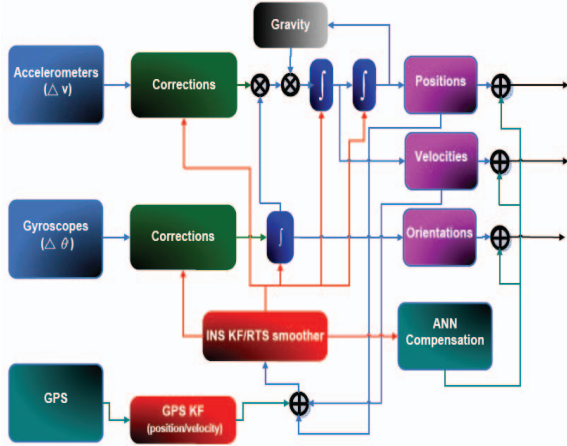 Gravity
Accelerometers
(△ v)
Corrections
∫
∫
Positions
Velocities
Gyroscopes
(△ θ)
Corrections
∫
Orientations
INS KF/RTS smoother
ANN
Compensation
GPS
GPS KF
(position/velocity)